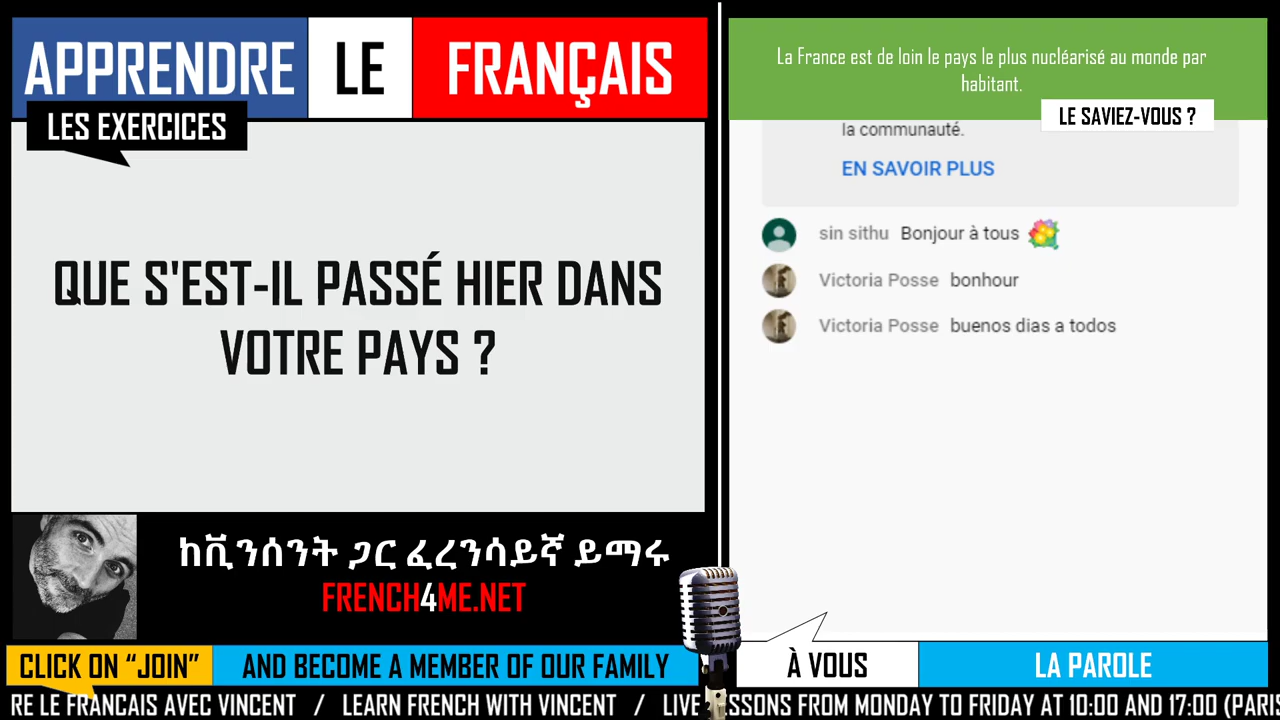 APPRENDRE LE FRANÇAIS
LES EXERCICES
QUE S'EST-IL PASSÉ HIER DANS
VOTRE PAYS ?
ከቪንሰንት ጋር ፈረንሳይኛ ይማሩ
FRENCH4ME.NET
CLICK ON “JOIN” AND BECOME A MEMBER OF OUR FAMILY
La France est de loin le pays le plus nucléarisé au monde par
habitant.
LE SAVIEZ-VOUS ?
la communauté.
EN SAVOIR PLUS
sin sithu Bonjour à tous
Victoria Posse bonhour
Victoria Posse buenos dias a todos
À VOUS LA PAROLE
RE LE FRANCAIS AVEC VINCENT / LEARN FRENCH WITH VINCENT / LIVE SSONS FROM MONDAY TO FRIDAY AT 10:00 AND 17:00 (PARIS